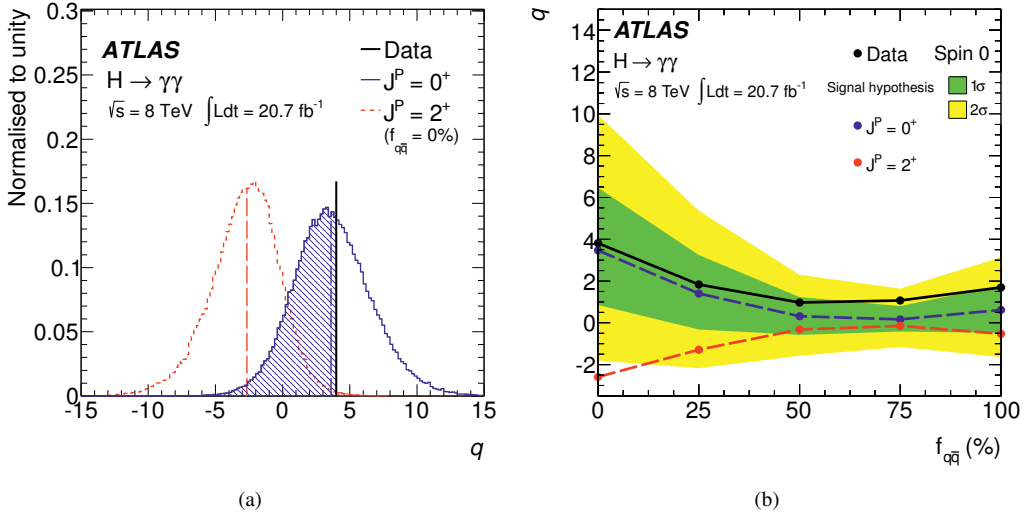 Normalised to unity
0.3
0.25
0.2
0.15
0.1
0.05
0
-15 -10 -5 0 5 10 15
q
ATLAS
H → γγ
√s = 8 TeV ∫Ldt = 20.7 fb⁻¹
Data
Jᴾ = 0⁺
Jᴾ = 2⁺
(f_qq̄ = 0%)
(a)
q
14
12
10
8
6
4
2
0
-2
0 25 50 75 100
f_qq̄ (%)
ATLAS
H → γγ
√s = 8 TeV ∫Ldt = 20.7 fb⁻¹
Data Spin 0
Signal hypothesis 1σ
2σ
Jᴾ = 0⁺
Jᴾ = 2⁺
(b)